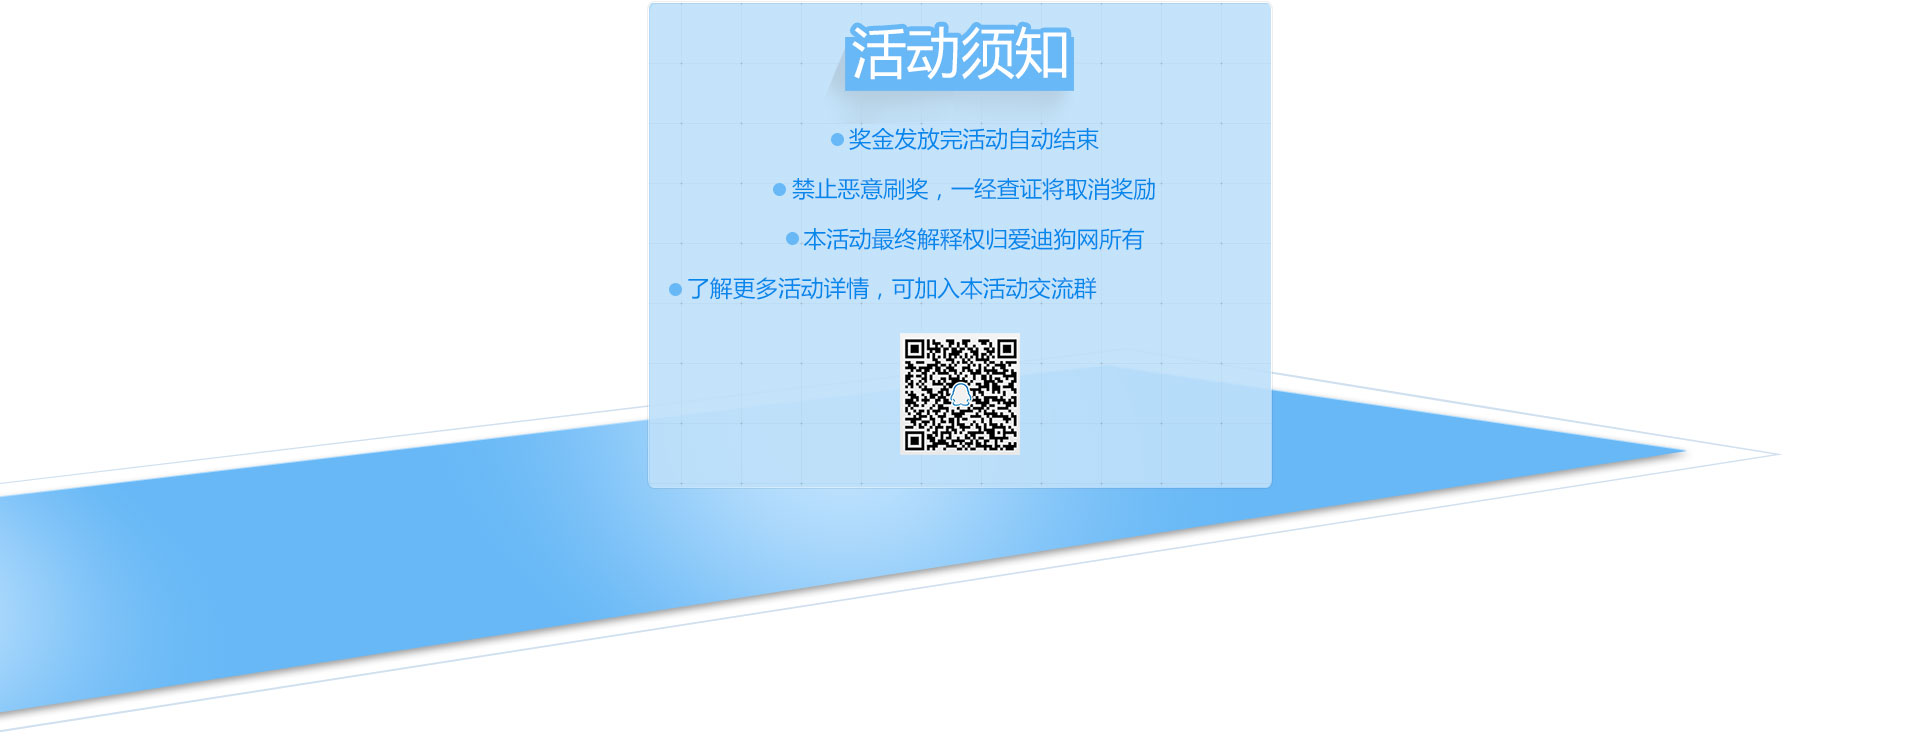 活动须知
奖金发放完活动自动结束
禁止恶意刷奖，一经查证将取消奖励
本活动最终解释权归爱迪狗网所有
了解更多活动详情，可加入本活动交流群